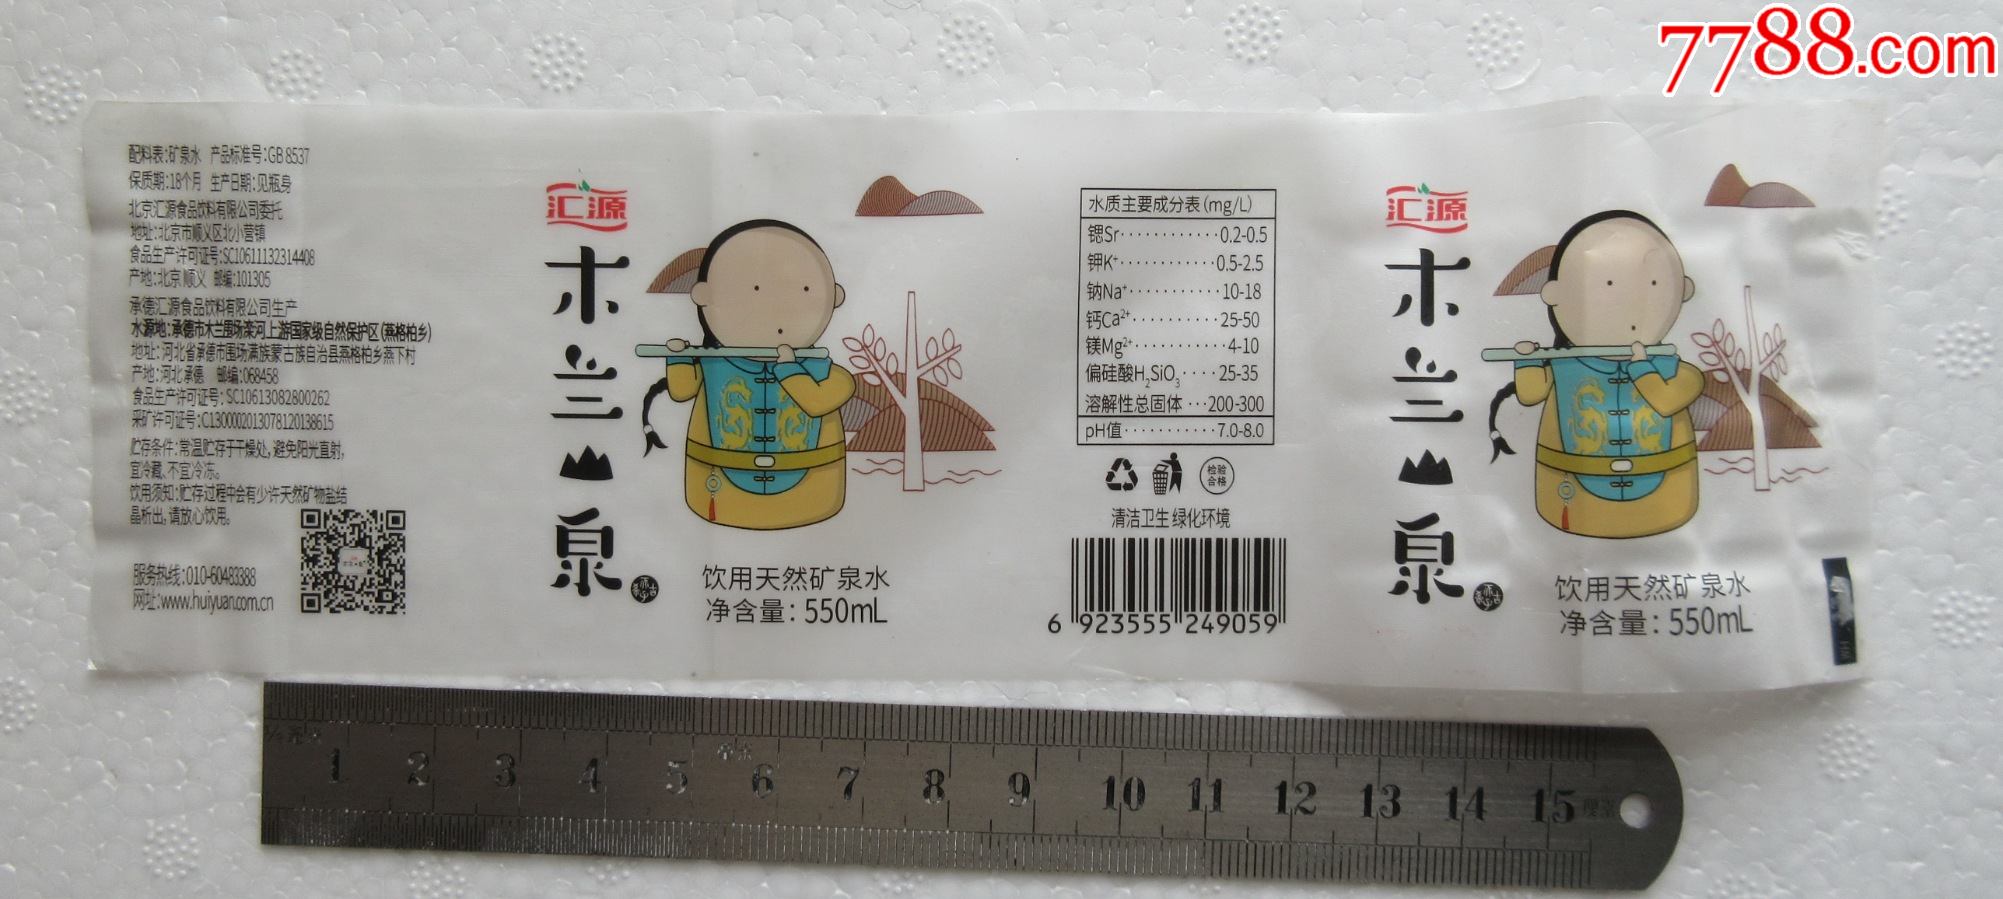 7788.com
配料表:矿泉水 产品标准号:GB 8537
保质期:18个月 生产日期:见瓶身
北京汇源食品饮料有限公司委托
地址:北京市顺义区北小营镇
食品生产许可证号:SC10611132314408
产地:北京 顺义 邮编:101305
承德汇源食品饮料有限公司生产
水源地:承德市木兰围场滦河上游国家级自然保护区(燕格柏乡)
地址:河北省承德市围场满族蒙古族自治县燕格柏乡燕下村
产地:河北承德 邮编:068458
食品生产许可证号:SC10613082800262
采矿许可证号:C1300002013078120138615
贮存条件:常温贮存于干燥处,避免阳光直射,
宜冷藏、不宜冷冻。
饮用须知:贮存过程中会有少许天然矿物盐结
晶析出,请放心饮用。
服务热线:010-60483388
网址:www.huiyuan.com.cn
汇源
木兰山泉
饮用天然矿泉水
净含量:550mL
水质主要成分表(mg/L)
锶Sr············0.2-0.5
钾K⁺············0.5-2.5
钠Na⁺···········10-18
钙Ca²⁺··········25-50
镁Mg²⁺··········4-10
偏硅酸H₂SiO₃····25-35
溶解性总固体···200-300
pH值···········7.0-8.0
检验
合格
清洁卫生 绿化环境
6 923555 249059
汇源
木兰山泉
饮用天然矿泉水
净含量:550mL
1 2 3 4 5 6 7 8 9 10 11 12 13 14 15